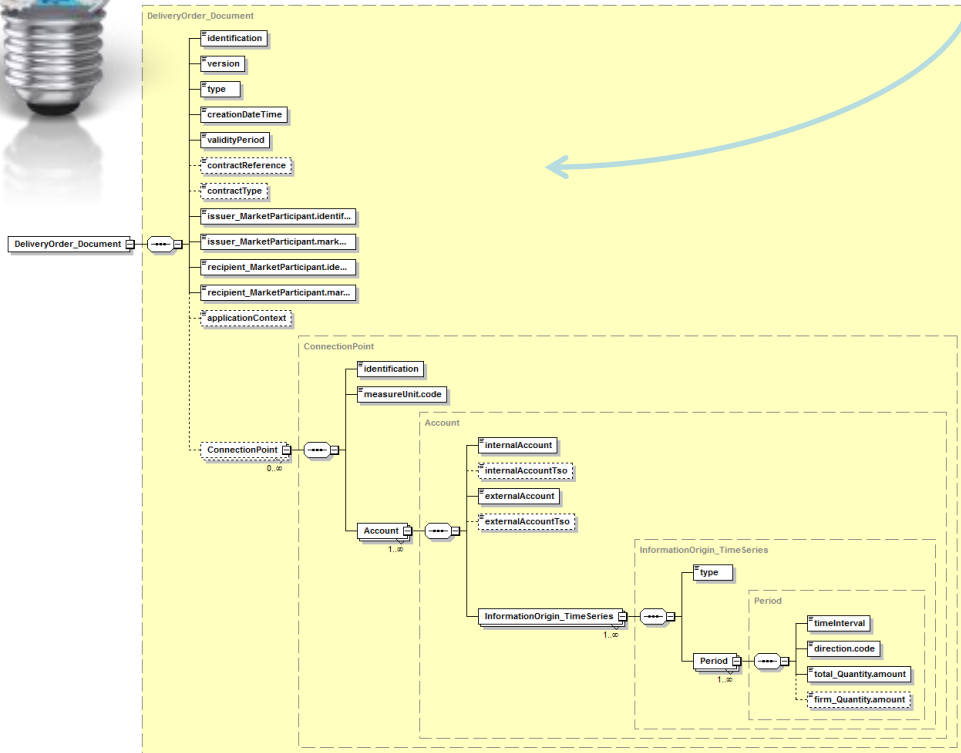 DeliveryOrder_Document
identification
version
type
creationDateTime
validityPeriod
contractReference
contractType
issuer_MarketParticipant.identif...
DeliveryOrder_Document
issuer_MarketParticipant.mark...
recipient_MarketParticipant.ide...
recipient_MarketParticipant.mar...
applicationContext
ConnectionPoint
identification
measureUnit.code
Account
ConnectionPoint
0..∞
internalAccount
internalAccountTso
externalAccount
externalAccountTso
Account
1..∞
InformationOrigin_TimeSeries
type
Period
InformationOrigin_TimeSeries
1..∞
timeInterval
direction.code
Period
1..∞
total_Quantity.amount
firm_Quantity.amount